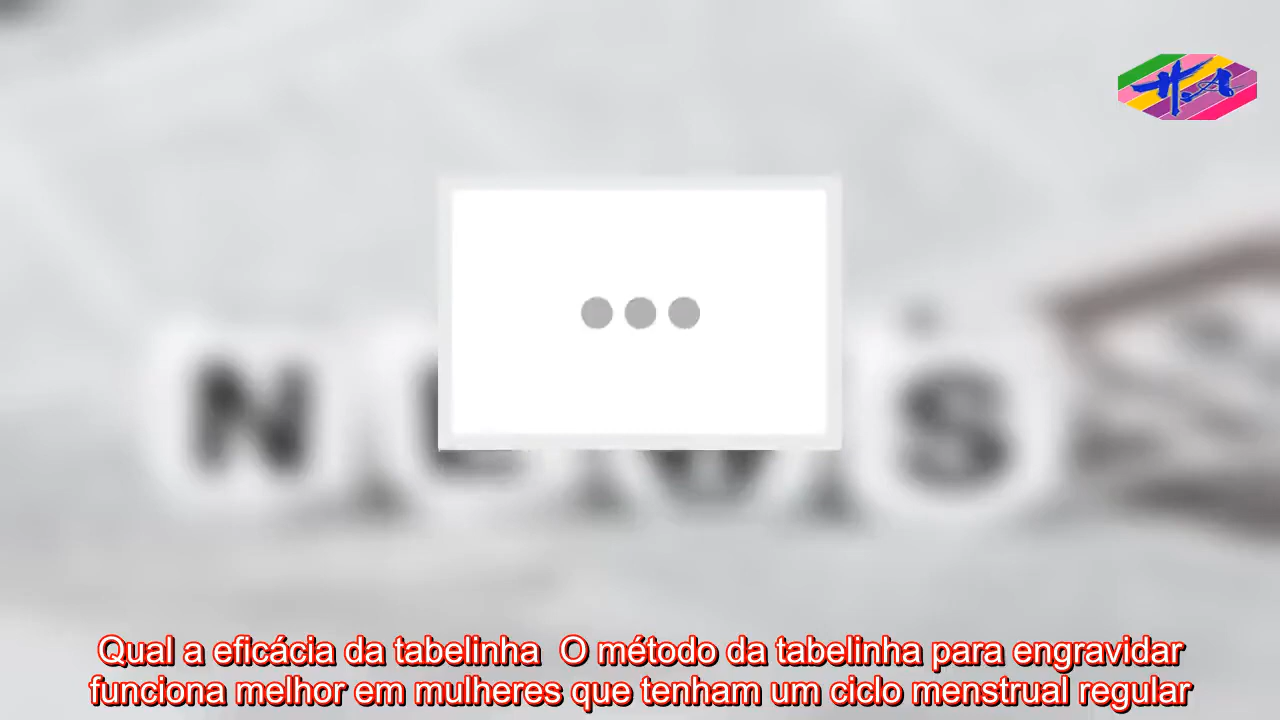 H.A
NEWS
Qual a eficácia da tabelinha  O método da tabelinha para engravidar
funciona melhor em mulheres que tenham um ciclo menstrual regular